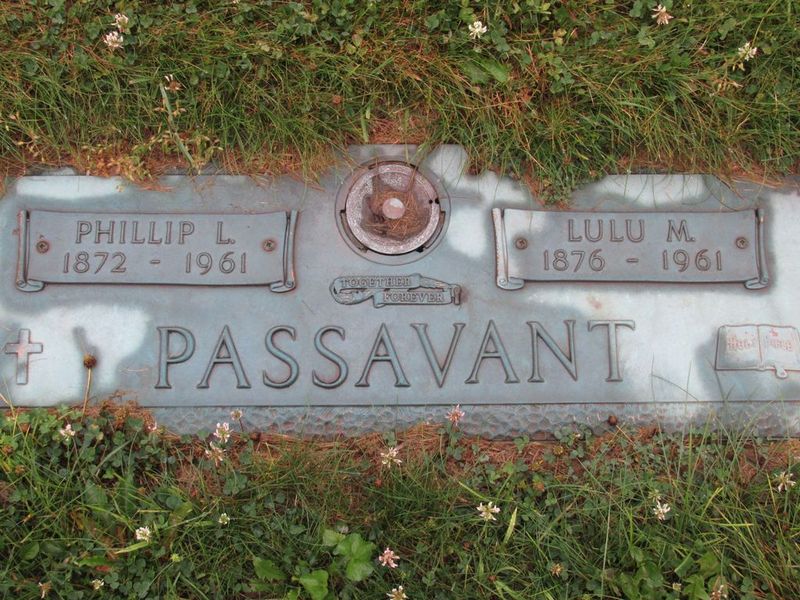 PHILLIP L.
1872 - 1961
LULU M.
1876 - 1961
TOGETHER
FOREVER
PASSAVANT
Holy Bible